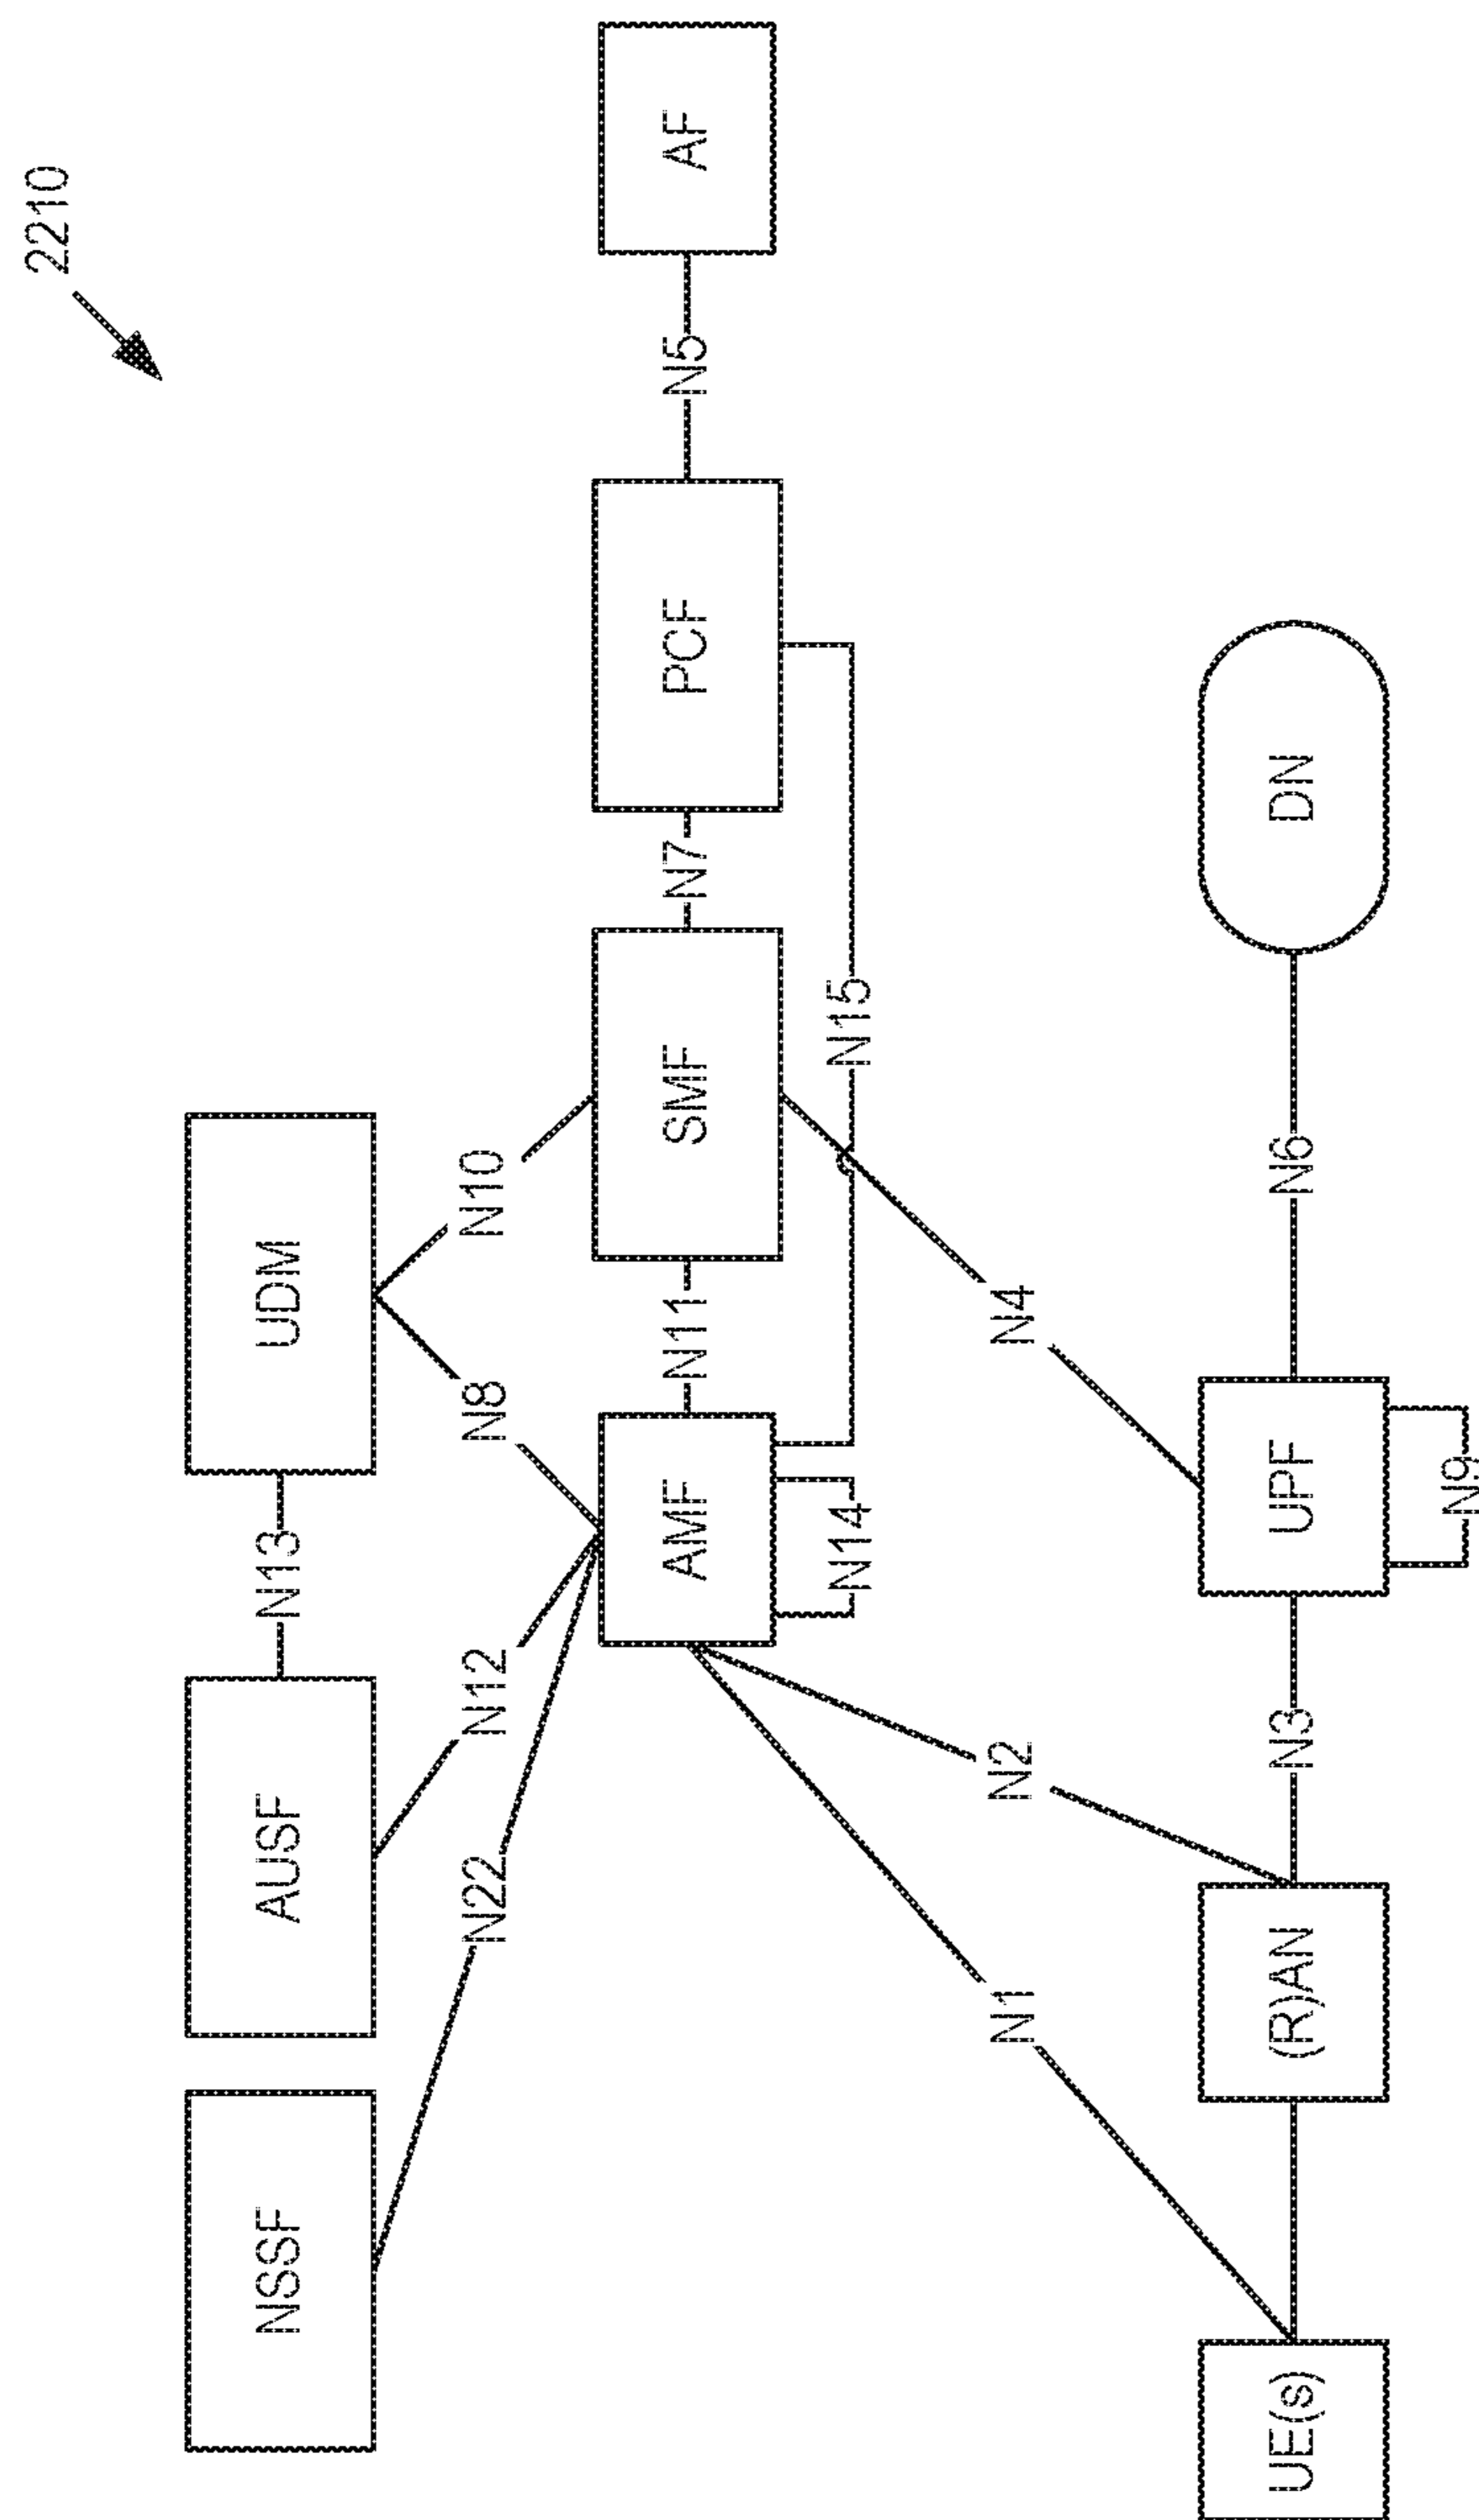 2210
NSSF
AUSF
N13
UDM
N22
N12
N8
N10
AMF
N11
SMF
N7
PCF
N5
AF
N14
N15
N1
N2
N4
UE(s)
(R)AN
N3
UPF
N6
DN
N9